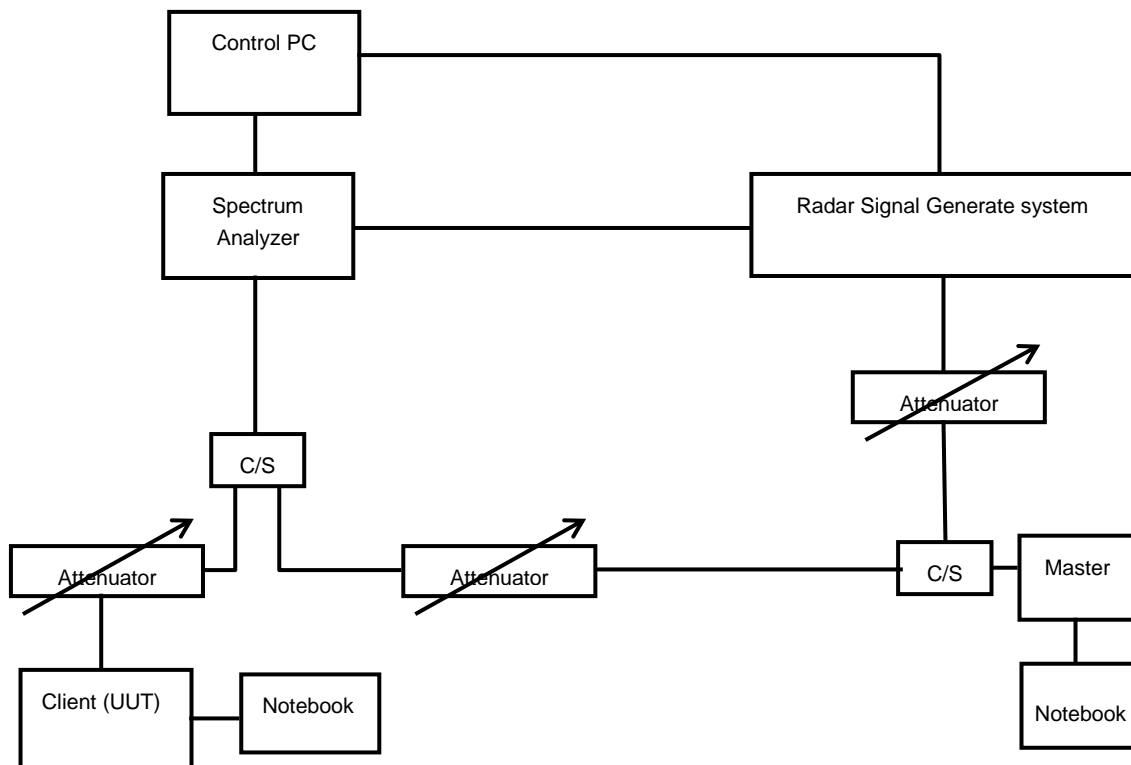 Control PC
Spectrum
Analyzer
Radar Signal Generate system
Attenuator
C/S
Attenuator
Attenuator
C/S
Master
Client (UUT)
Notebook
Notebook